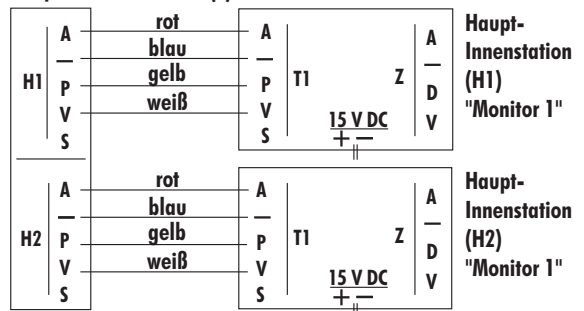 rot
A A A Haupt-
blau Innenstation
— — — (H1)
gelb
H1 P P T1 Z D "Monitor 1"
weiß
V V 15 V DC V
S S + —
rot
A A A Haupt-
blau Innenstation
— — — (H2)
gelb
H2 P P T1 Z D "Monitor 1"
weiß
V V 15 V DC V
S S + —